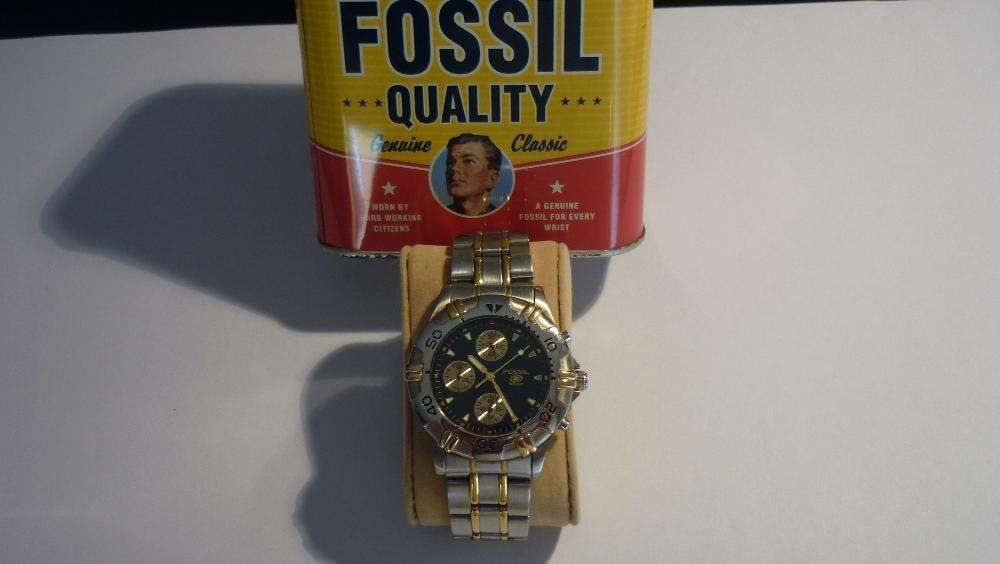 FOSSIL
QUALITY
Genuine Classic
WORN BY
HARD WORKING
CITIZENS
A GENUINE
FOSSIL FOR EVERY
WRIST
50
10
FOSSIL
40
20
30